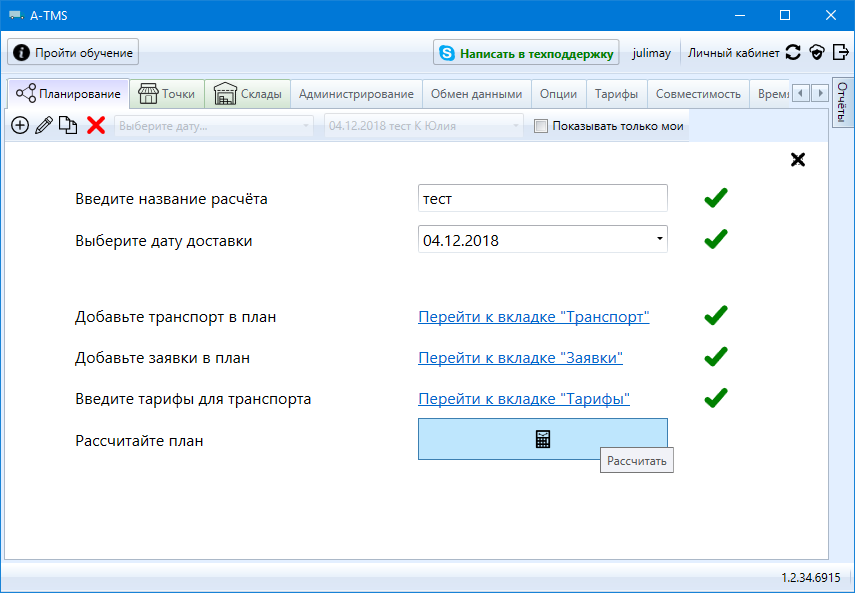 A-TMS
Пройти обучение
Написать в техподдержку
julimay
Личный кабинет
Планирование
Точки
Склады
Администрирование
Обмен данными
Опции
Тарифы
Совместимость
Время
Отчёты
Выберите дату...
04.12.2018 тест К Юлия
Показывать только мои
Введите название расчёта
тест
Выберите дату доставки
04.12.2018
Добавьте транспорт в план
Перейти к вкладке "Транспорт"
Добавьте заявки в план
Перейти к вкладке "Заявки"
Введите тарифы для транспорта
Перейти к вкладке "Тарифы"
Рассчитайте план
Рассчитать
1.2.34.6915